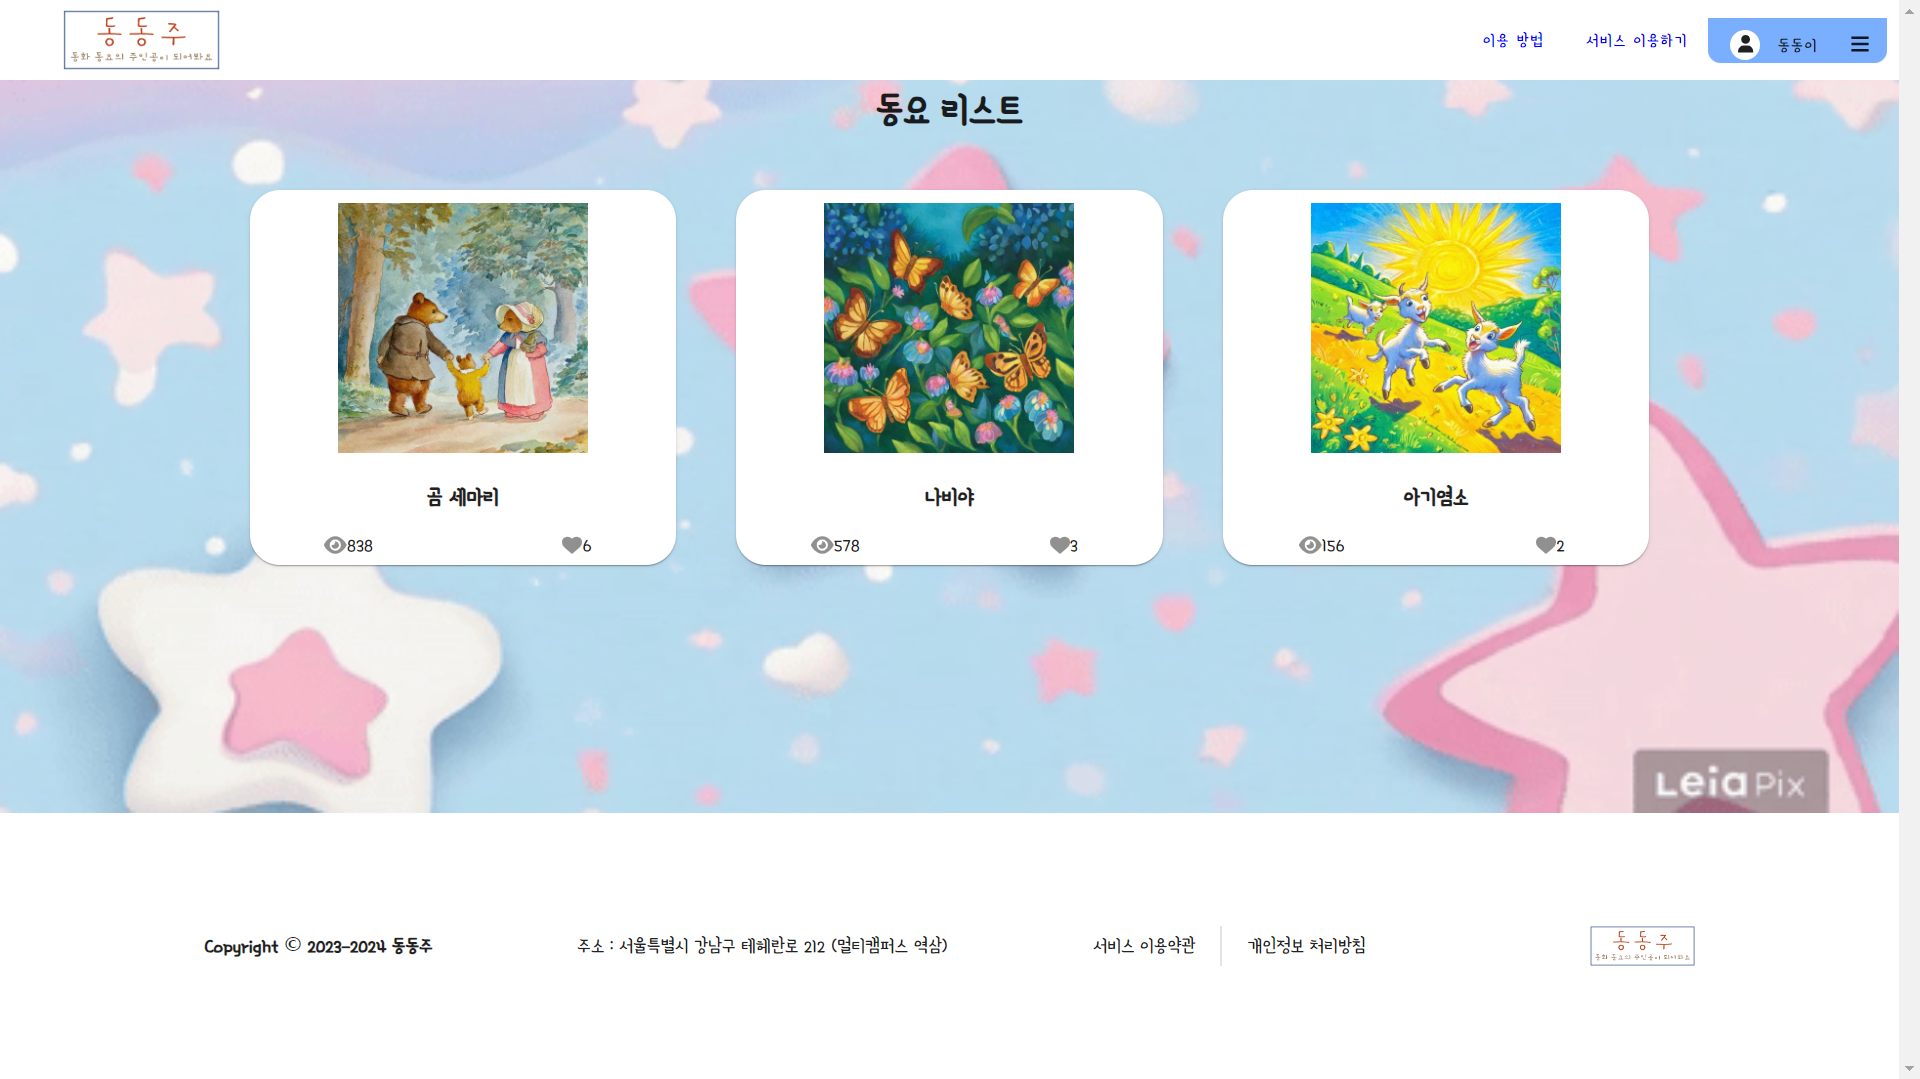 동동주
동화 동요의 주인공이 되어봐요
이용 방법
서비스 이용하기
동동이
동요 리스트
곰 세마리
838
6
나비야
578
3
아기염소
156
2
Leia Pix
Copyright © 2023-2024 동동주
주소 : 서울특별시 강남구 테헤란로 212 (멀티캠퍼스 역삼)
서비스 이용약관
개인정보 처리방침
동동주
동화 동요의 주인공이 되어봐요